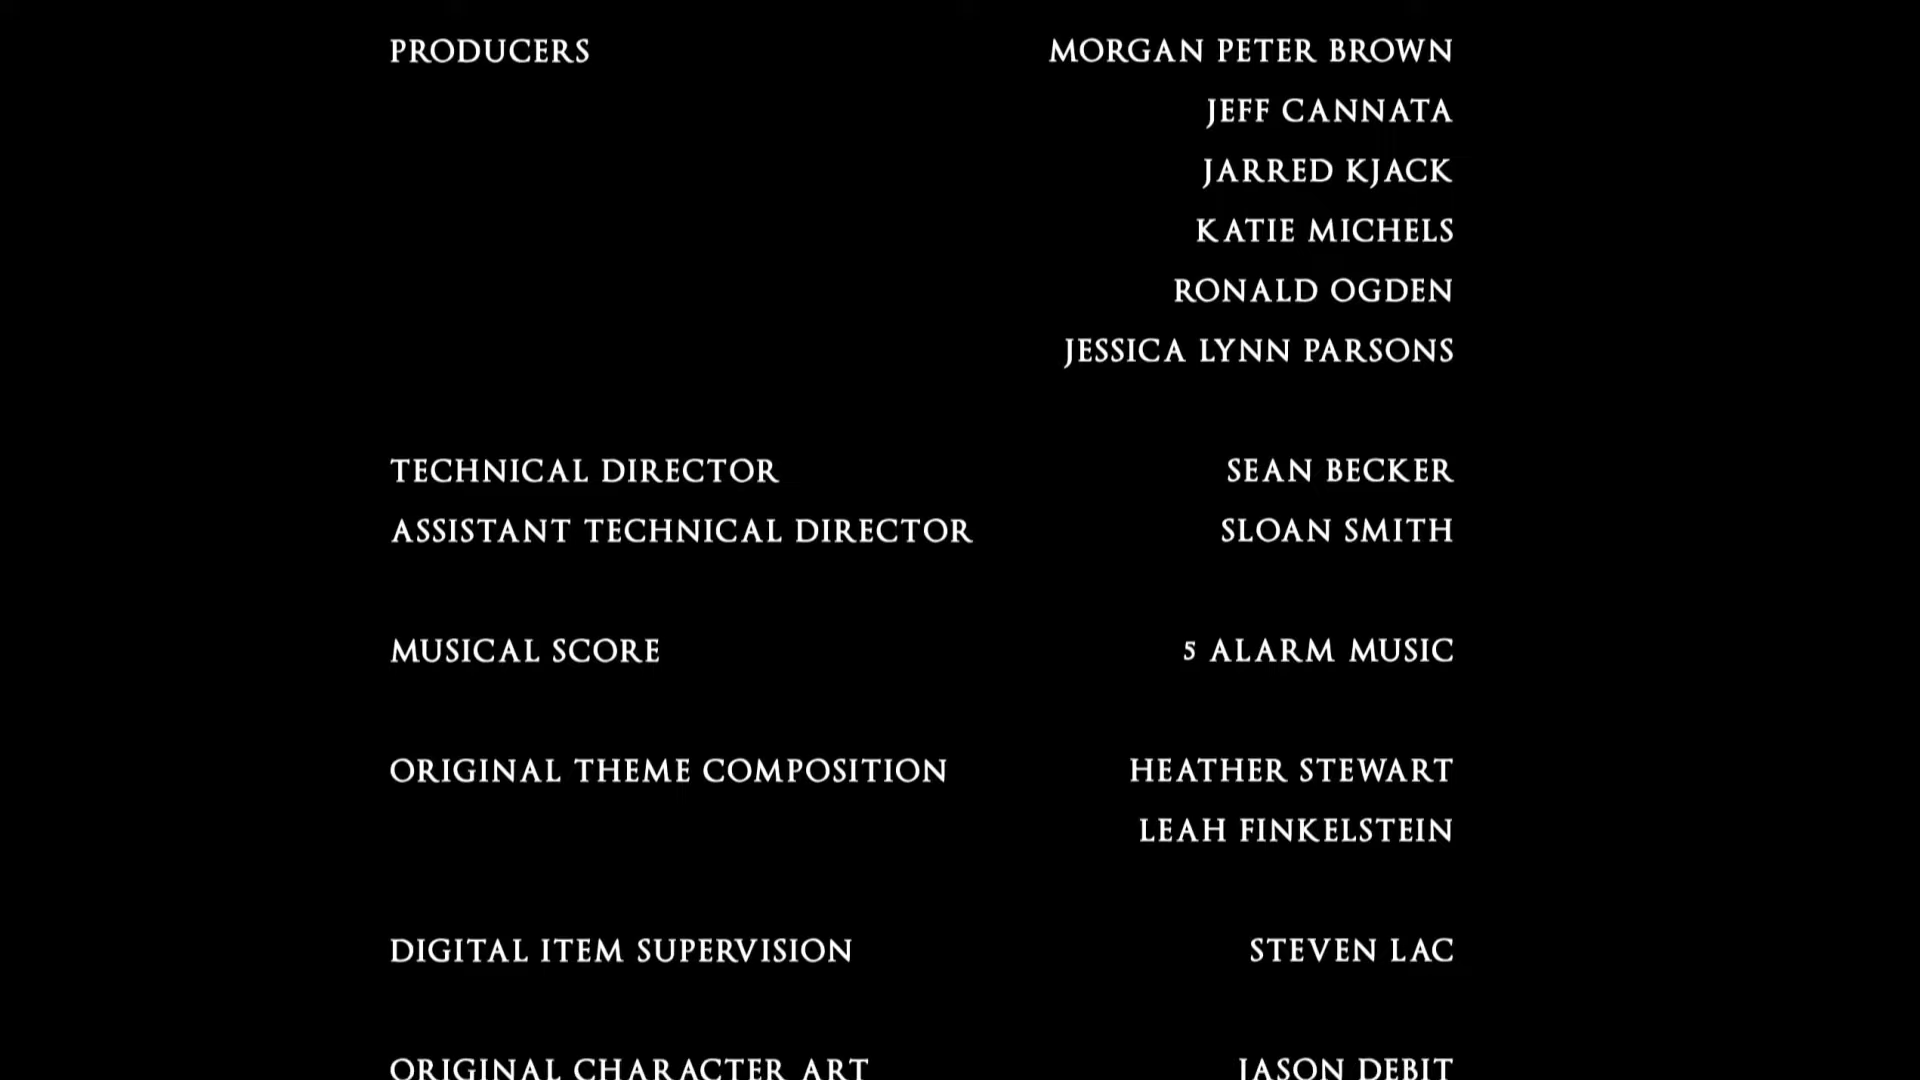 PRODUCERS MORGAN PETER BROWN
JEFF CANNATA
JARRED KJACK
KATIE MICHELS
RONALD OGDEN
JESSICA LYNN PARSONS
TECHNICAL DIRECTOR SEAN BECKER
ASSISTANT TECHNICAL DIRECTOR SLOAN SMITH
MUSICAL SCORE 5 ALARM MUSIC
ORIGINAL THEME COMPOSITION HEATHER STEWART
LEAH FINKELSTEIN
DIGITAL ITEM SUPERVISION STEVEN LAC
ORIGINAL CHARACTER ART JASON DEBIT